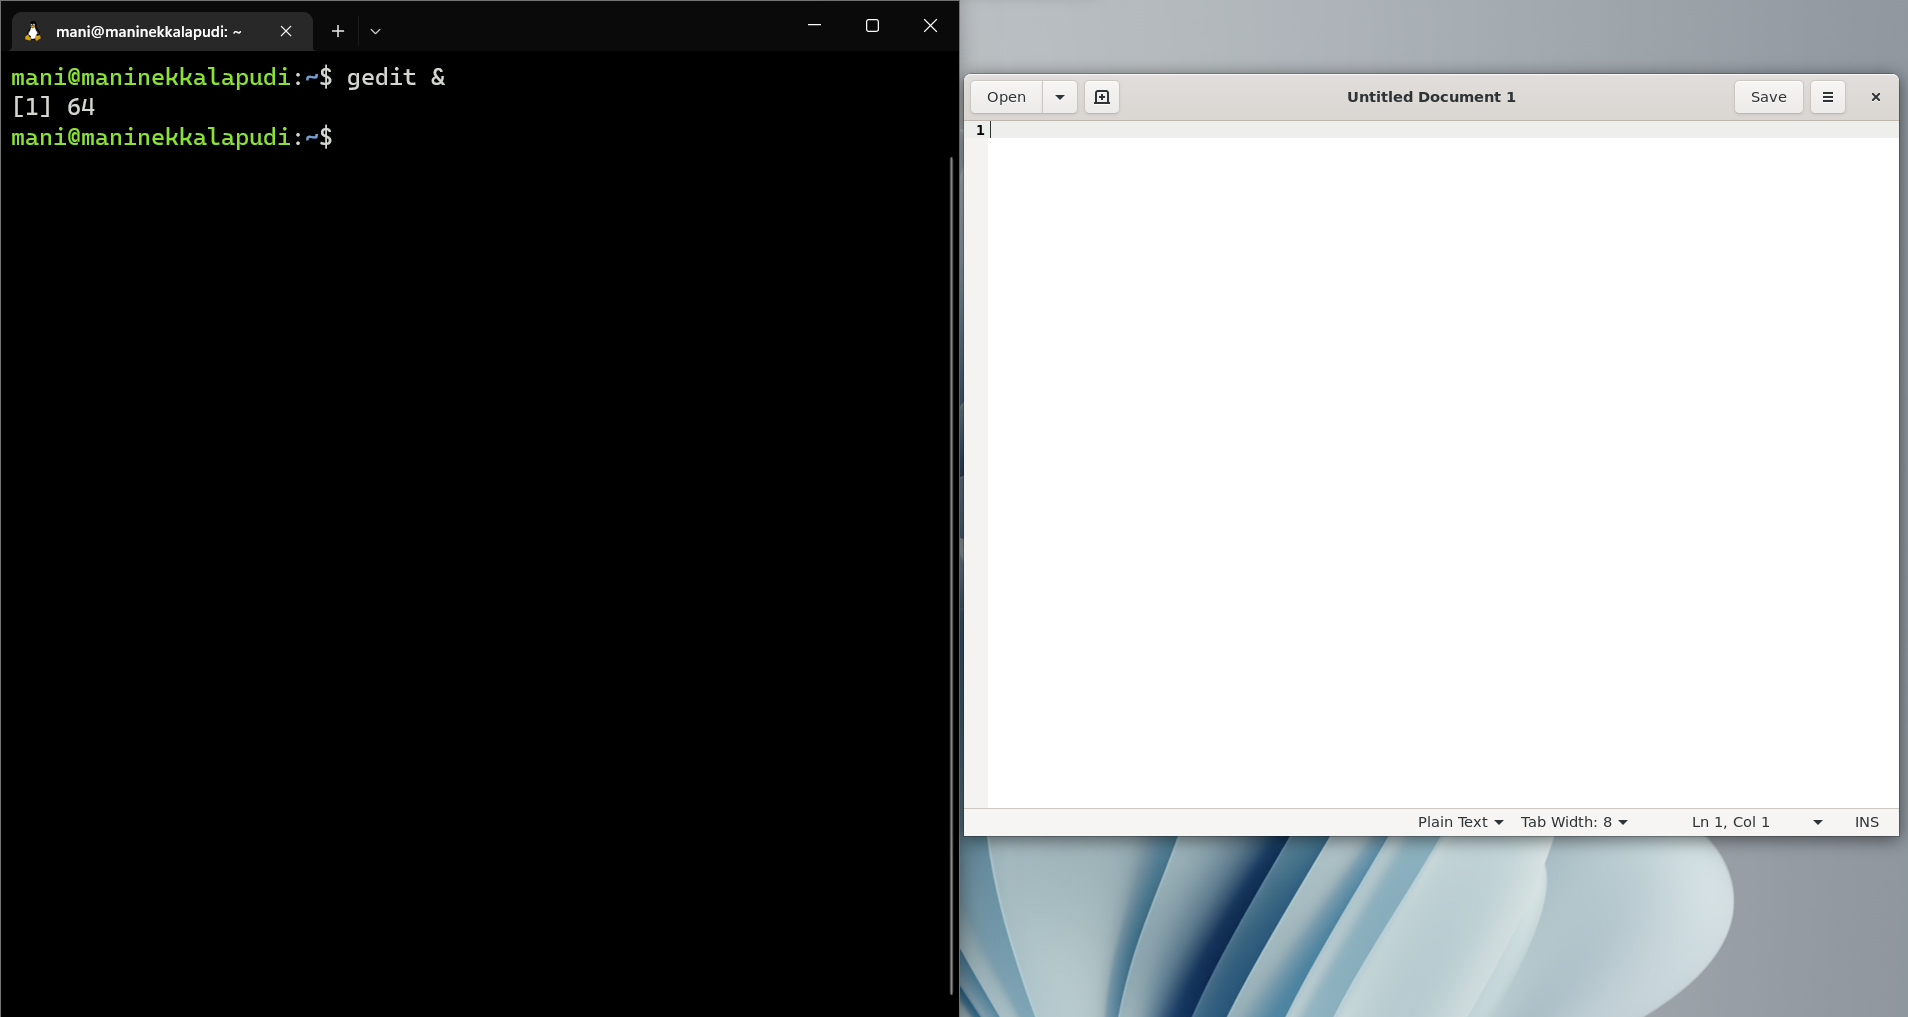 mani@maninekkalapudi: ~
mani@maninekkalapudi:~$ gedit &
[1] 64
mani@maninekkalapudi:~$
Open
Untitled Document 1
Save
1
Plain Text
Tab Width: 8
Ln 1, Col 1
INS